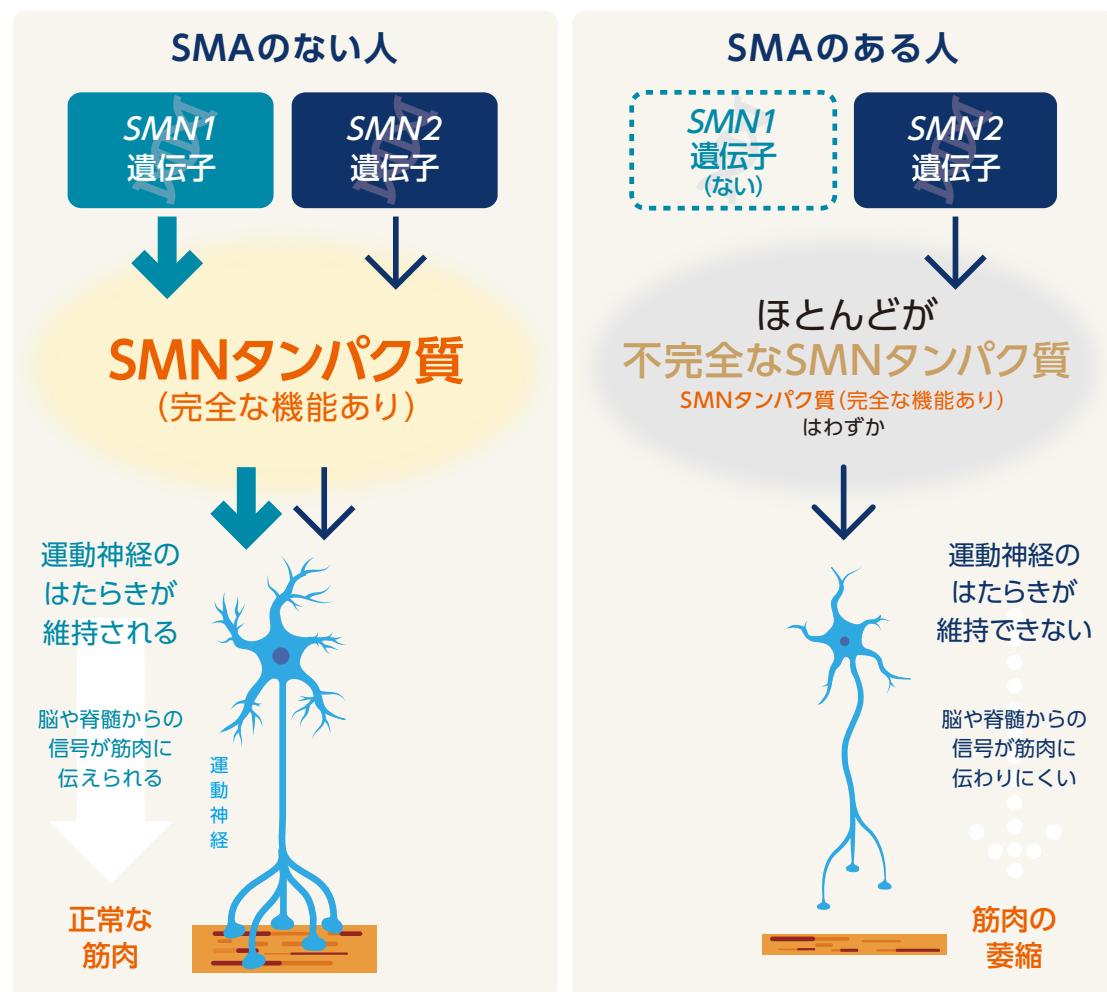 SMAのない人
SMN1
遺伝子
SMN2
遺伝子
SMNタンパク質
（完全な機能あり）
運動神経の
はたらきが
維持される
脳や脊髄からの
信号が筋肉に
伝えられる
運動神経
正常な
筋肉
SMAのある人
SMN1
遺伝子
（ない）
SMN2
遺伝子
ほとんどが
不完全なSMNタンパク質
SMNタンパク質（完全な機能あり）
はわずか
運動神経の
はたらきが
維持できない
脳や脊髄からの
信号が筋肉に
伝わりにくい
筋肉の
萎縮